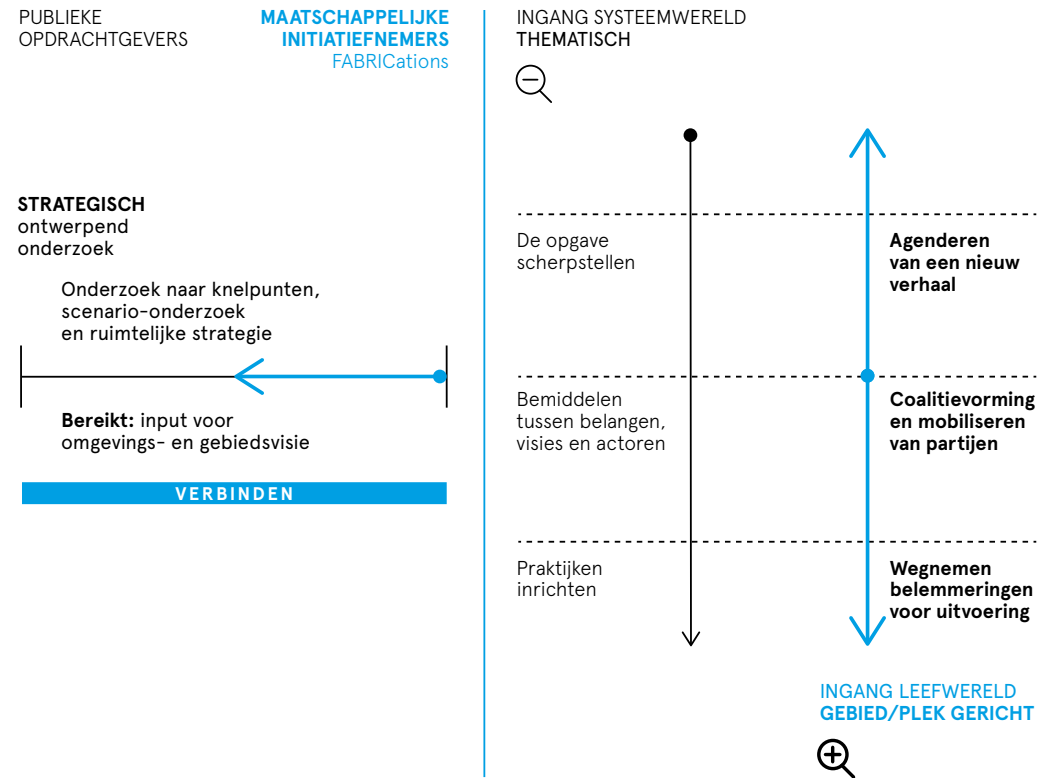 PUBLIEKE
OPDRACHTGEVERS
MAATSCHAPPELIJKE
INITIATIEFNEMERS
FABRICations
STRATEGISCH
ontwerpend
onderzoek
Onderzoek naar knelpunten,
scenario-onderzoek
en ruimtelijke strategie
Bereikt: input voor
omgevings- en gebiedsvisie
VERBINDEN
INGANG SYSTEEMWERELD
THEMATISCH
De opgave
scherpstellen
Agenderen
van een nieuw
verhaal
Bemiddelen
tussen belangen,
visies en actoren
Coalitievorming
en mobiliseren
van partijen
Praktijken
inrichten
Wegnemen
belemmeringen
voor uitvoering
INGANG LEEFWERELD
GEBIED/PLEK GERICHT